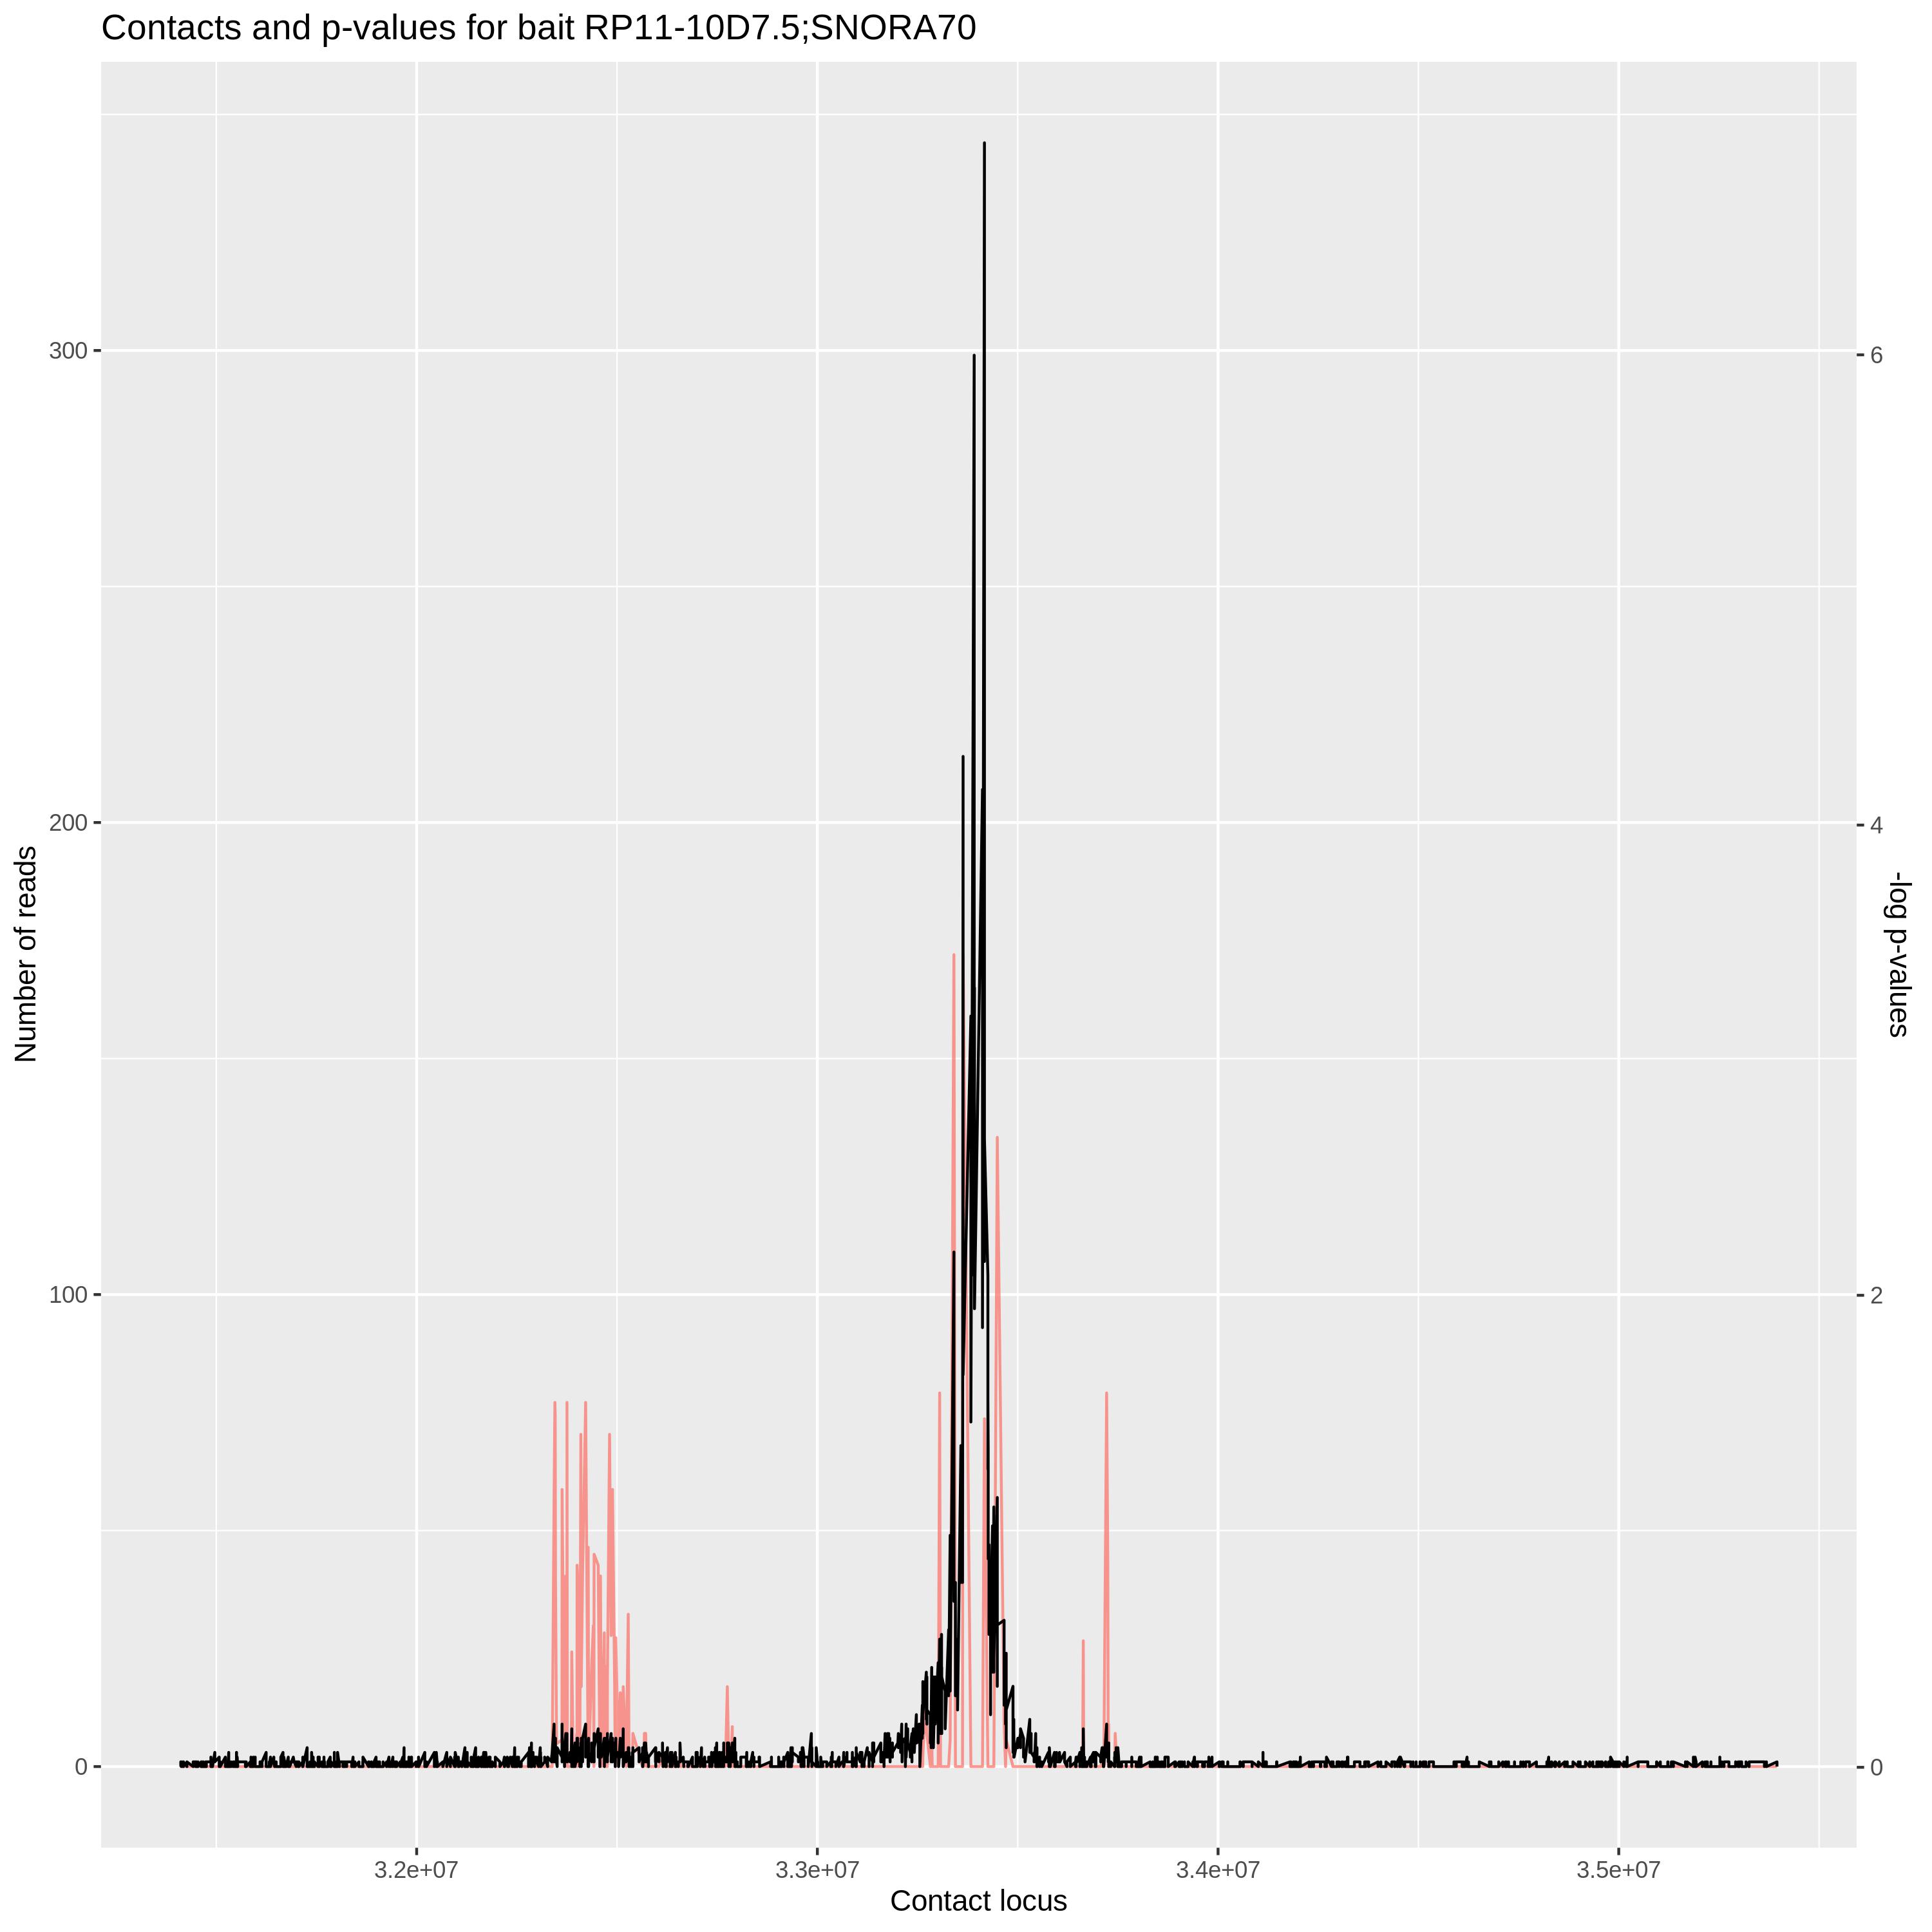 Contacts and p-values for bait RP11-10D7.5;SNORA70
300
200
100
0
Number of reads
6
4
2
0
-log p-values
3.2e+07
3.3e+07
3.4e+07
3.5e+07
Contact locus